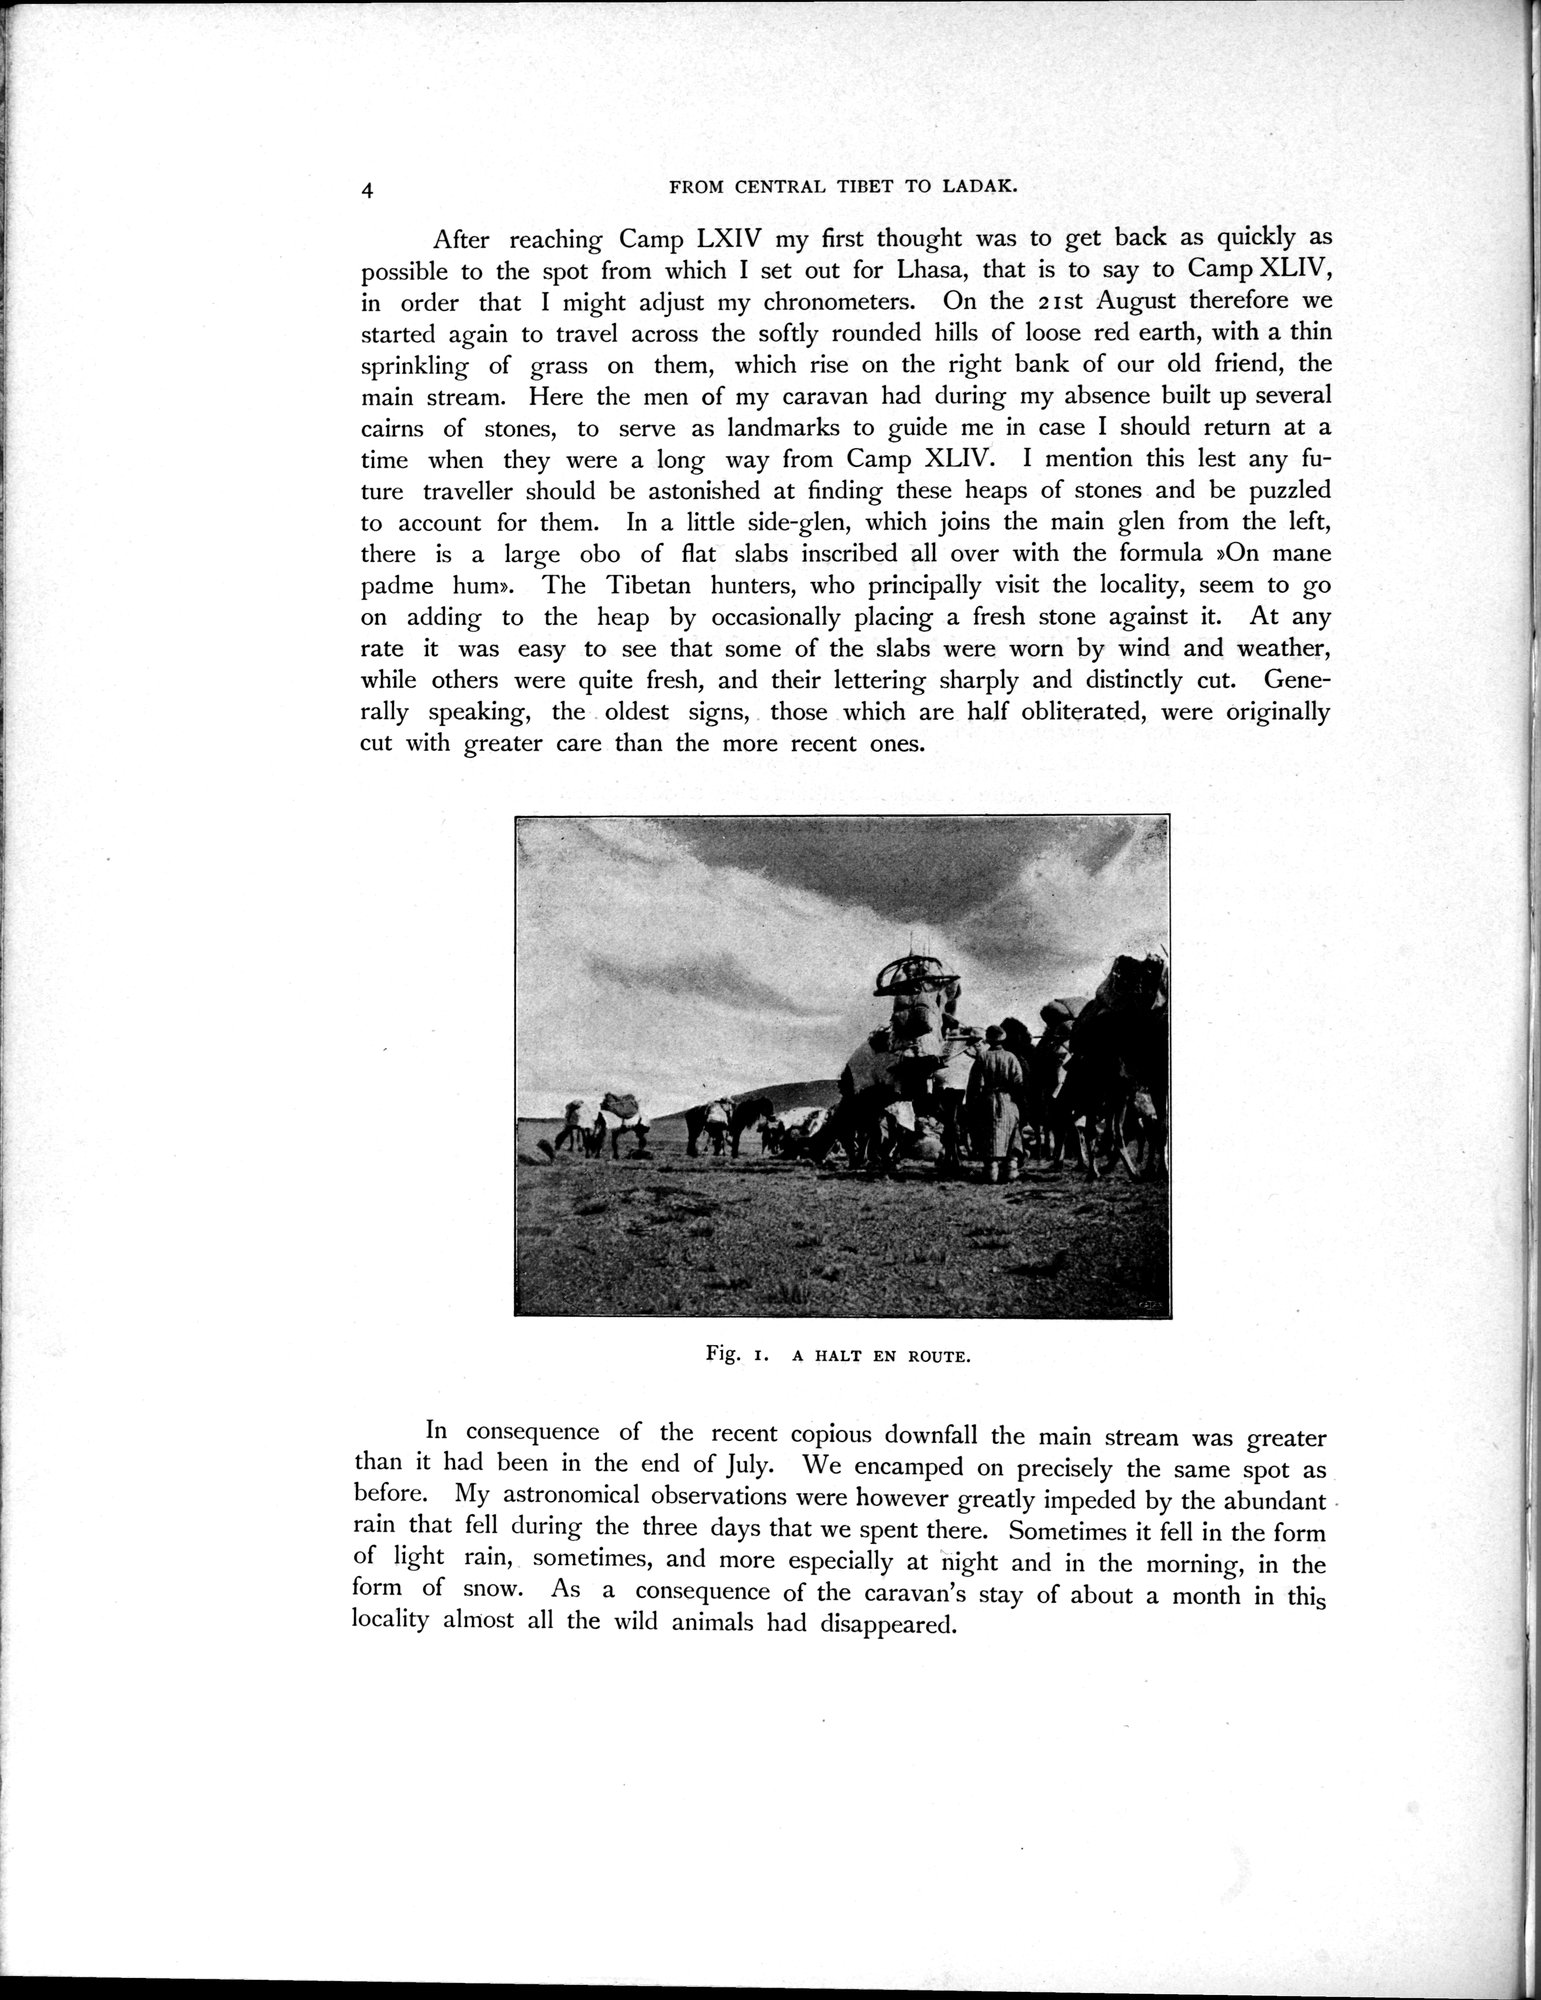 4
FROM CENTRAL TIBET TO LADAK.
After reaching Camp LXIV my first thought was to get back as quickly as
possible to the spot from which I set out for Lhasa, that is to say to Camp XLIV,
in order that I might adjust my chronometers. On the 21st August therefore we
started again to travel across the softly rounded hills of loose red earth, with a thin
sprinkling of grass on them, which rise on the right bank of our old friend, the
main stream. Here the men of my caravan had during my absence built up several
cairns of stones, to serve as landmarks to guide me in case I should return at a
time when they were a long way from Camp XLIV. I mention this lest any fu-
ture traveller should be astonished at finding these heaps of stones and be puzzled
to account for them. In a little side-glen, which joins the main glen from the left,
there is a large obo of flat slabs inscribed all over with the formula »On mane
padme hum». The Tibetan hunters, who principally visit the locality, seem to go
on adding to the heap by occasionally placing a fresh stone against it. At any
rate it was easy to see that some of the slabs were worn by wind and weather,
while others were quite fresh, and their lettering sharply and distinctly cut. Gene-
rally speaking, the oldest signs, those which are half obliterated, were originally
cut with greater care than the more recent ones.
Fig. 1. A HALT EN ROUTE.
In consequence of the recent copious downfall the main stream was greater
than it had been in the end of July. We encamped on precisely the same spot as
before. My astronomical observations were however greatly impeded by the abundant
rain that fell during the three days that we spent there. Sometimes it fell in the form
of light rain, sometimes, and more especially at night and in the morning, in the
form of snow. As a consequence of the caravan's stay of about a month in this
locality almost all the wild animals had disappeared.